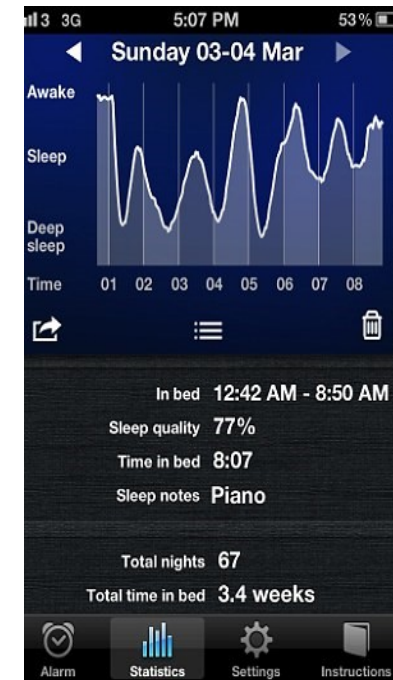 3 3G 5:07 PM 53%
Sunday 03-04 Mar
Awake
Sleep
Deep
sleep
Time 01 02 03 04 05 06 07 08
In bed 12:42 AM - 8:50 AM
Sleep quality 77%
Time in bed 8:07
Sleep notes Piano
Total nights 67
Total time in bed 3.4 weeks
Alarm Statistics Settings Instructions